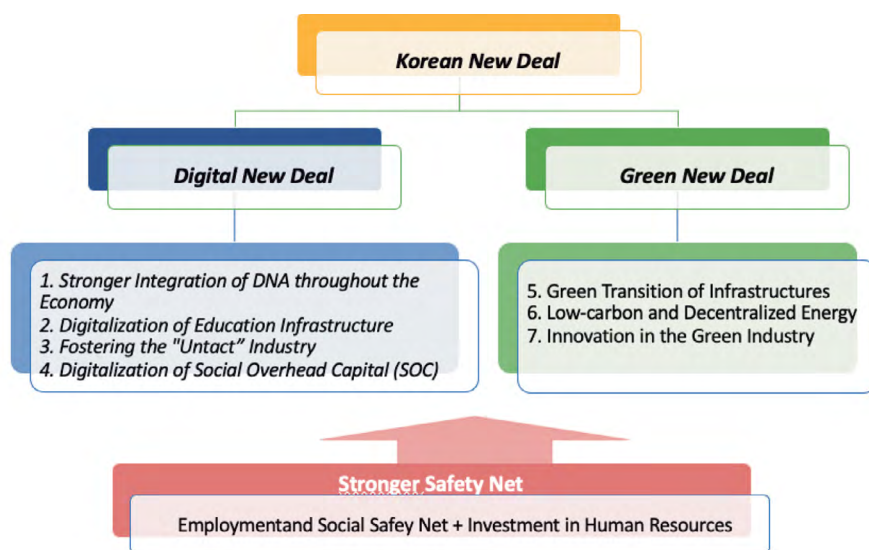 Korean New Deal
Digital New Deal
Green New Deal
1. Stronger Integration of DNA throughout the
Economy
2. Digitalization of Education Infrastructure
3. Fostering the "Untact” Industry
4. Digitalization of Social Overhead Capital (SOC)
5. Green Transition of Infrastructures
6. Low-carbon and Decentralized Energy
7. Innovation in the Green Industry
Stronger Safety Net
Employmentand Social Safey Net + Investment in Human Resources